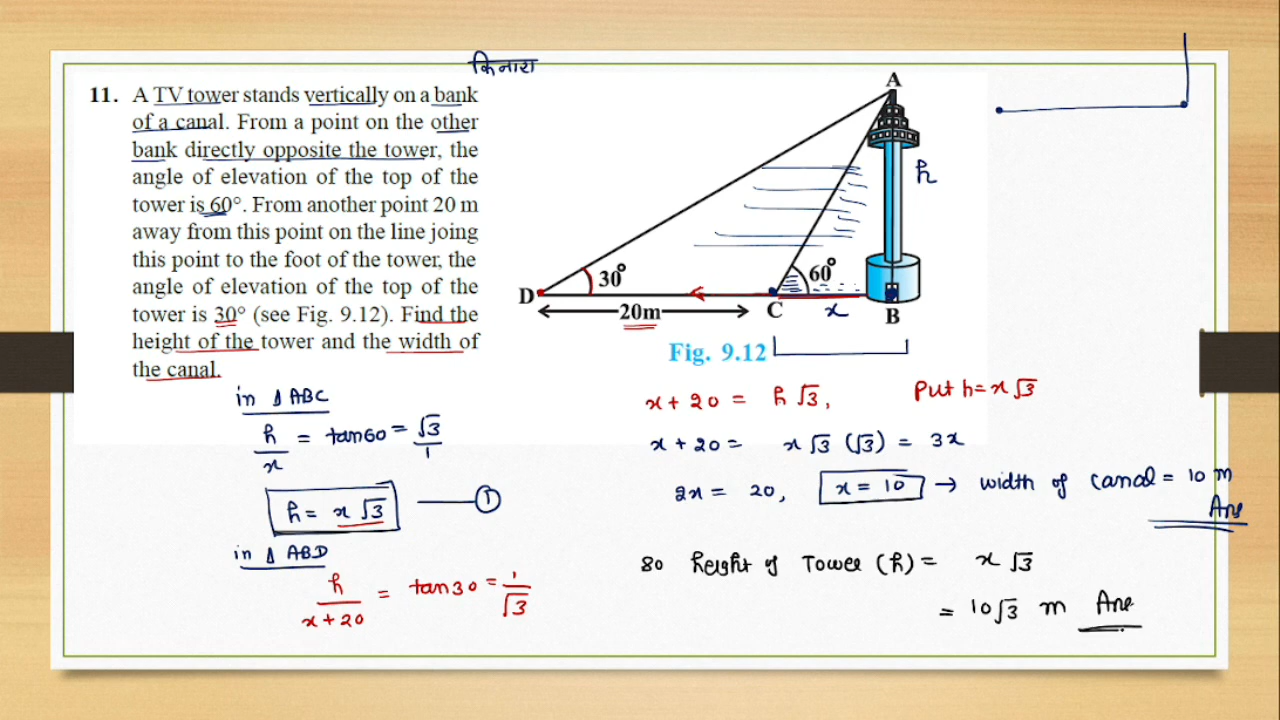 किनारा
11. A TV tower stands vertically on a bank
of a canal. From a point on the other
bank directly opposite the tower, the
angle of elevation of the top of the
tower is 60°. From another point 20 m
away from this point on the line joing
this point to the foot of the tower, the
angle of elevation of the top of the
tower is 30° (see Fig. 9.12). Find the
height of the tower and the width of
the canal.
A
h
30°
60°
D
20m
C
x
B
Fig. 9.12
in Δ ABC
h/x = tan60 = √3/1
h = x√3 —— ①
in Δ ABD
h/(x+20) = tan30 = 1/√3
x + 20 = h√3, Put h = x√3
x + 20 = x√3 (√3) = 3x
2x = 20, x = 10 → width of canal = 10 m
Ans
so height of Tower (h) = x√3
= 10√3 m Ans